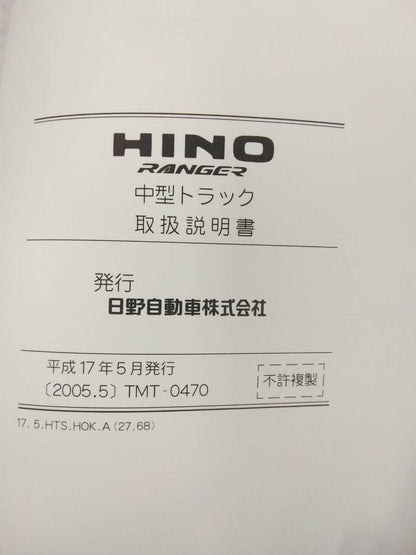 HINO
RANGER
中型トラック
取扱説明書
発行
日野自動車株式会社
平成17年5月発行
〔2005.5〕TMT-0470
不許複製
17.5.HTS.HOK.A(27.68)